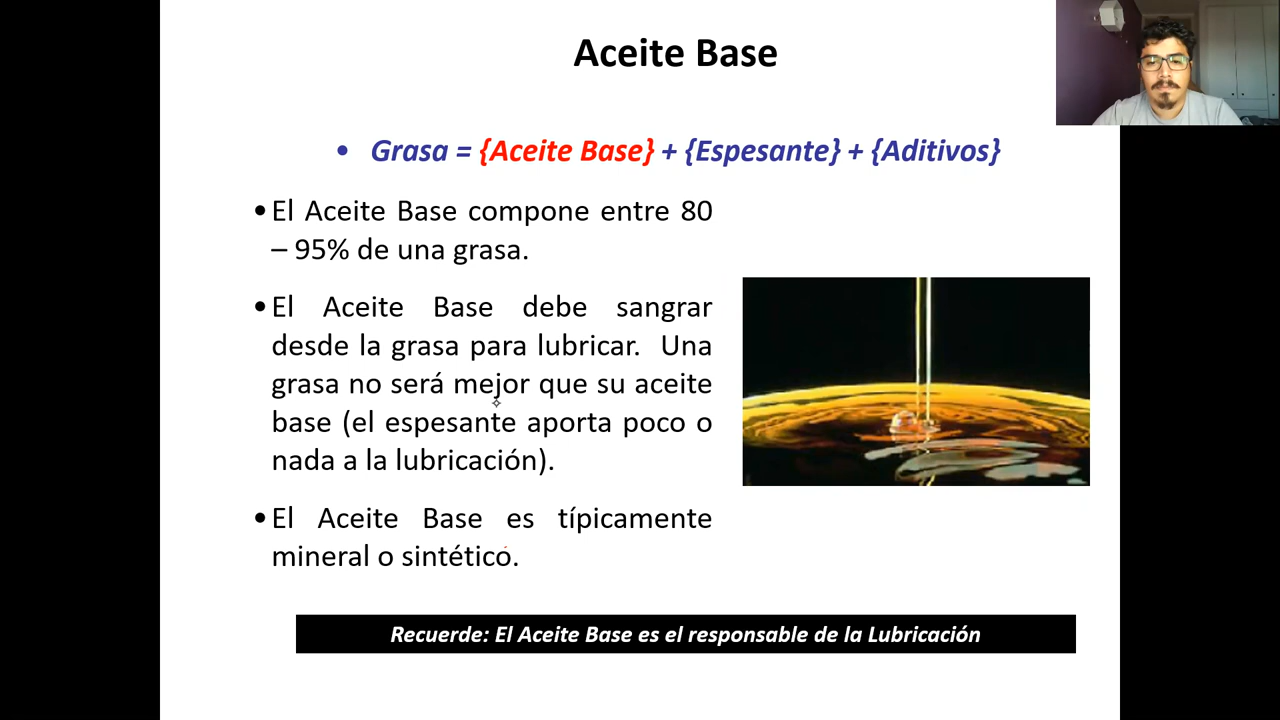 Aceite Base
• Grasa = {Aceite Base} + {Espesante} + {Aditivos}
•El Aceite Base compone entre 80
– 95% de una grasa.
•El Aceite Base debe sangrar
desde la grasa para lubricar. Una
grasa no será mejor que su aceite
base (el espesante aporta poco o
nada a la lubricación).
•El Aceite Base es típicamente
mineral o sintético.
Recuerde: El Aceite Base es el responsable de la Lubricación